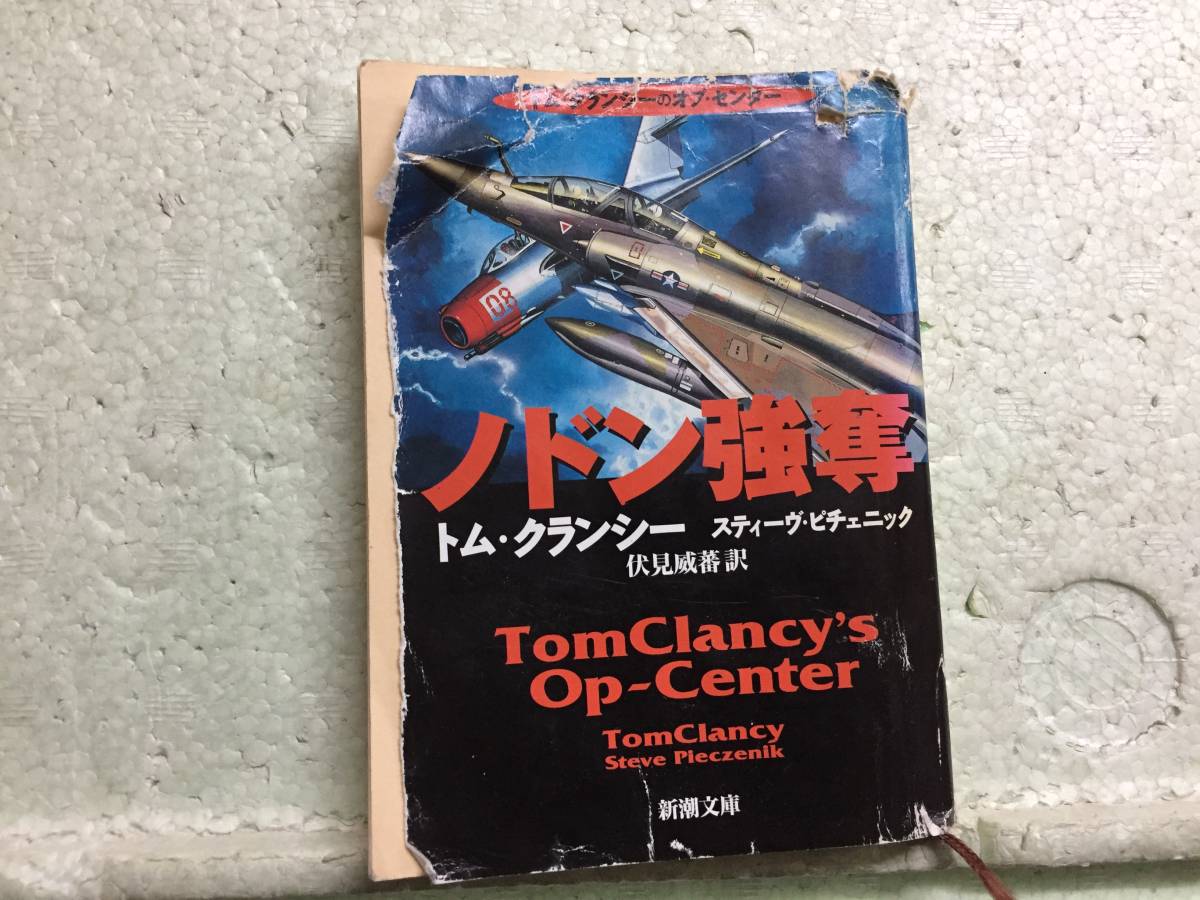 クランシーのオプ・センター
08
ノドン強奪
トム・クランシー スティーヴ・ピチェニック
伏見威蕃訳
TomClancy's
Op-Center
TomClancy
Steve Pieczenik
新潮文庫